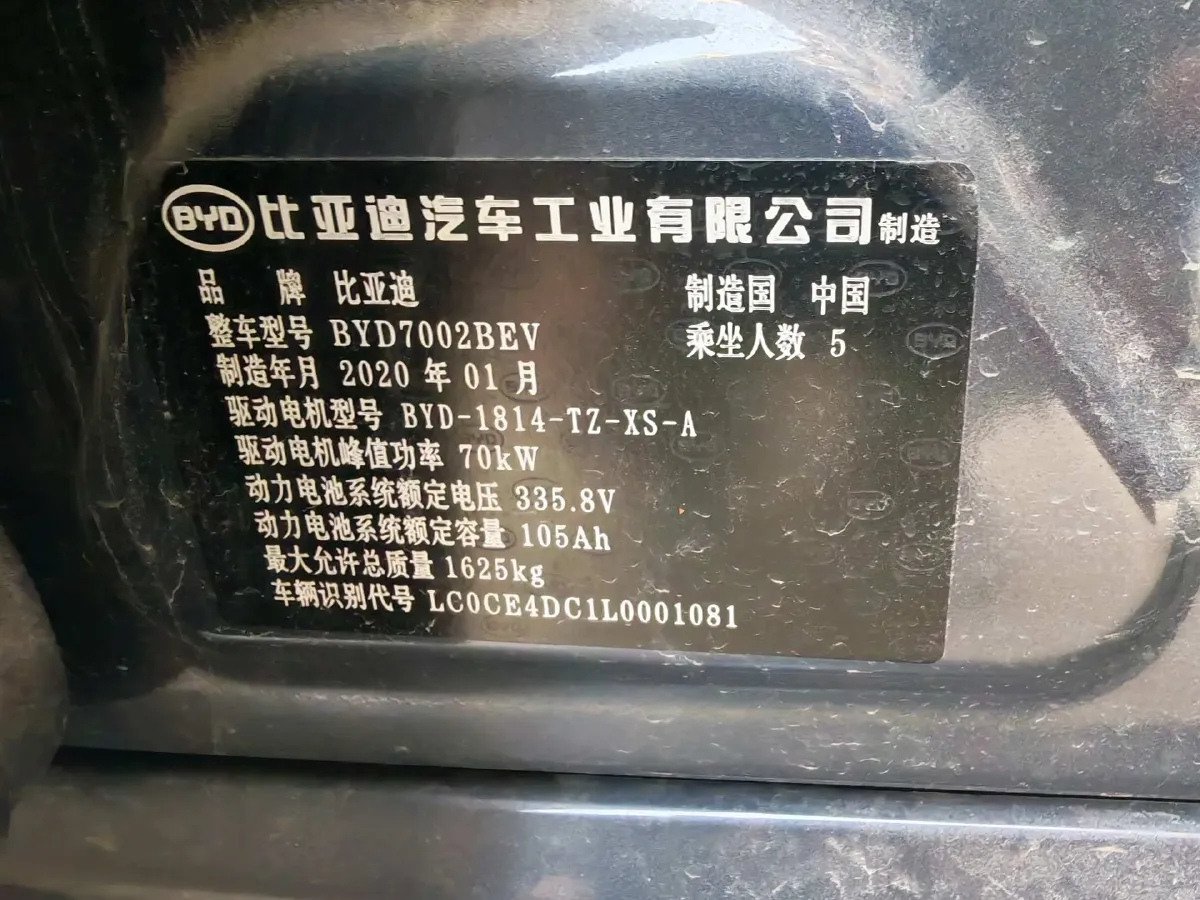 BYD 比亚迪汽车工业有限公司 制造
品 牌 比亚迪 制造国 中国
整车型号 BYD7002BEV 乘坐人数 5
制造年月 2020 年 01 月
驱动电机型号 BYD-1814-TZ-XS-A
驱动电机峰值功率 70kW
动力电池系统额定电压 335.8V
动力电池系统额定容量 105Ah
最大允许总质量 1625kg
车辆识别代号 LC0CE4DC1L0001081